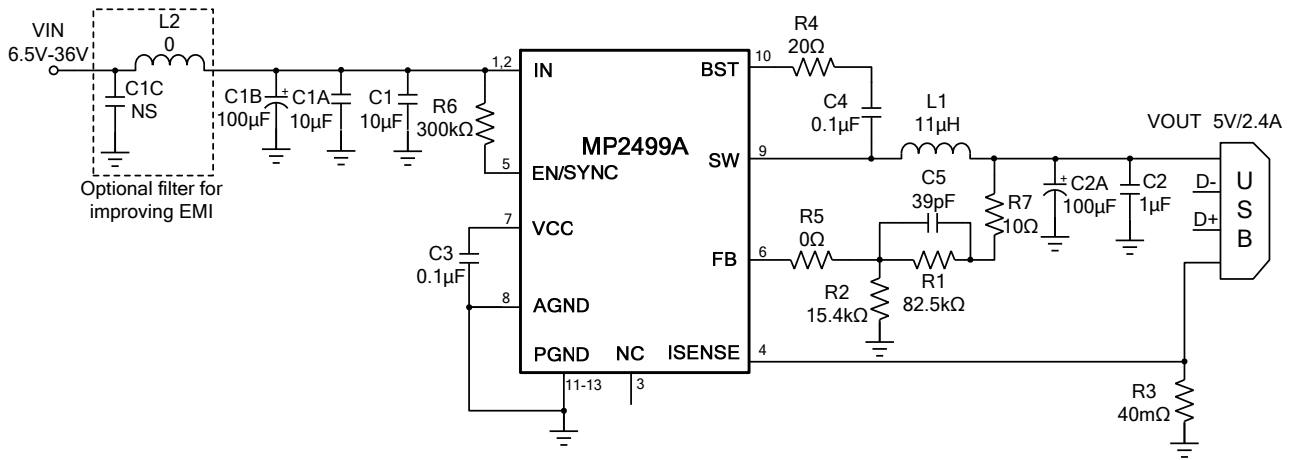 VIN
6.5V-36V
L2
0
C1C
NS
Optional filter for
improving EMI
C1B
100µF
+
C1A
10µF
C1
10µF
R6
300kΩ
1,2
IN
5
EN/SYNC
7
VCC
C3
0.1µF
8
AGND
PGND
11-13
NC
3
MP2499A
BST
10
R4
20Ω
C4
0.1µF
SW
9
L1
11µH
C5
39pF
R7
10Ω
FB
6
R5
0Ω
R1
82.5kΩ
R2
15.4kΩ
ISENSE
4
C2A
100µF
+
C2
1µF
VOUT 5V/2.4A
D-
D+
U
S
B
R3
40mΩ